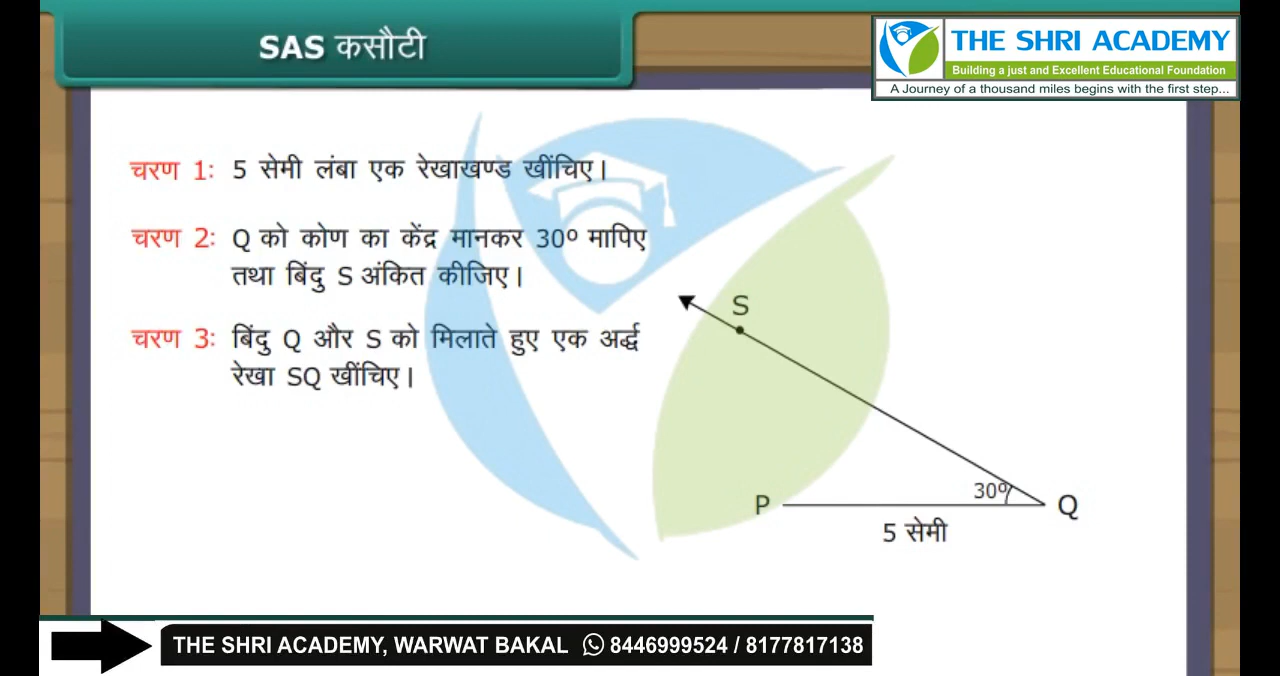 SAS कसौटी
THE SHRI ACADEMY
Building a just and Excellent Educational Foundation
A Journey of a thousand miles begins with the first step...
चरण 1: 5 सेमी लंबा एक रेखाखण्ड खींचिए।
चरण 2: Q को कोण का केंद्र मानकर 30º मापिए
तथा बिंदु S अंकित कीजिए।
चरण 3: बिंदु Q और S को मिलाते हुए एक अर्द्ध
रेखा SQ खींचिए।
S
30º
P
Q
5 सेमी
THE SHRI ACADEMY, WARWAT BAKAL 8446999524 / 8177817138